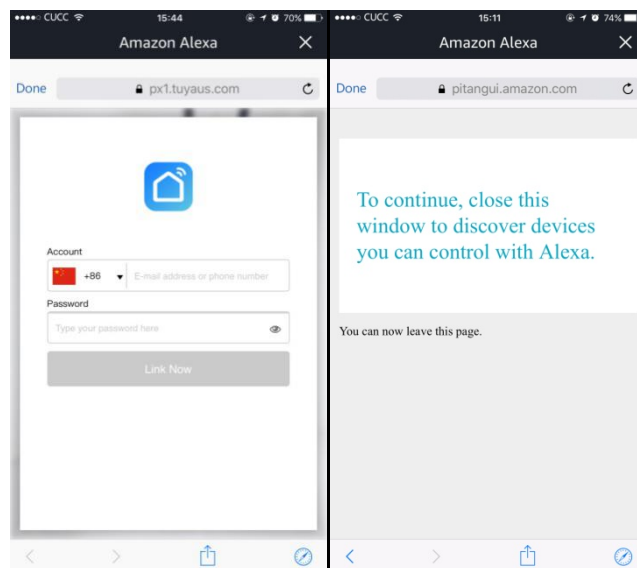 CUCC 15:44 70%
Amazon Alexa
Done px1.tuyaus.com
Account
+86 E-mail address or phone number
Password
Type your password here
Link Now
CUCC 15:11 74%
Amazon Alexa
Done pitangui.amazon.com
To continue, close this
window to discover devices
you can control with Alexa.
You can now leave this page.